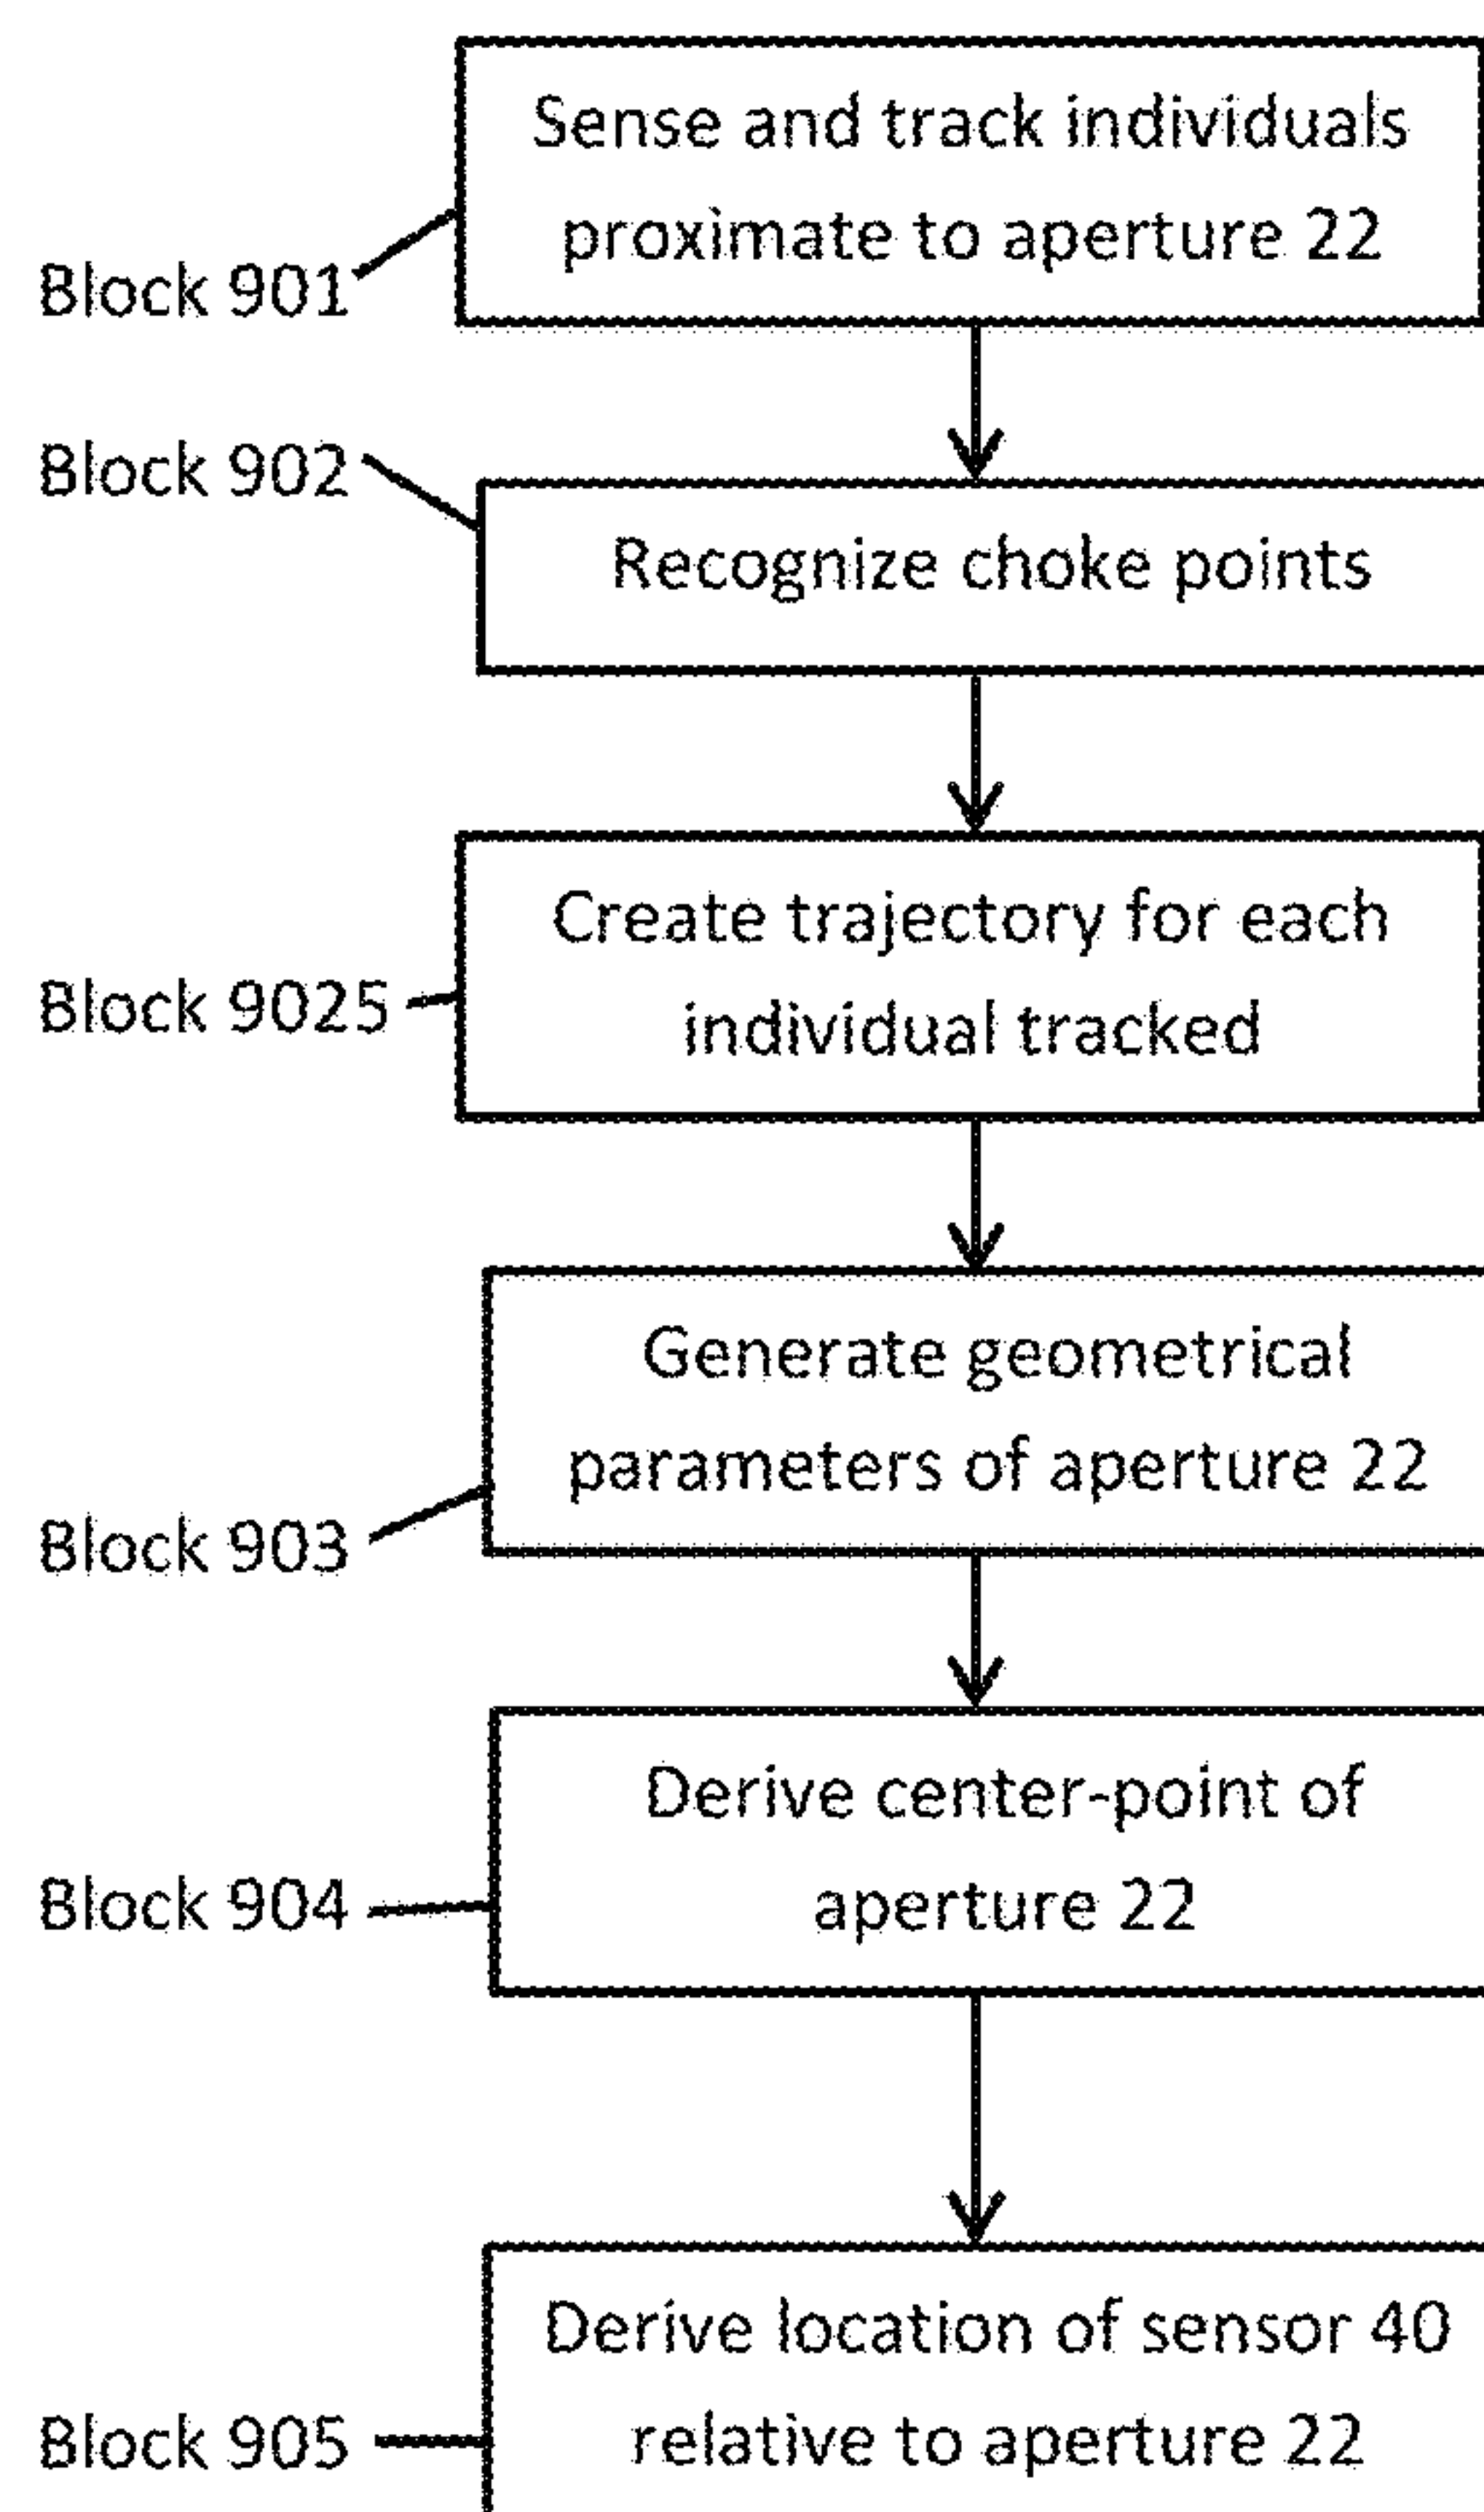 Sense and track individuals
proximate to aperture 22
Block 901
Block 902
Recognize choke points
Create trajectory for each
Block 9025
individual tracked
Generate geometrical
parameters of aperture 22
Block 903
Derive center-point of
aperture 22
Block 904
Derive location of sensor 40
relative to aperture 22
Block 905